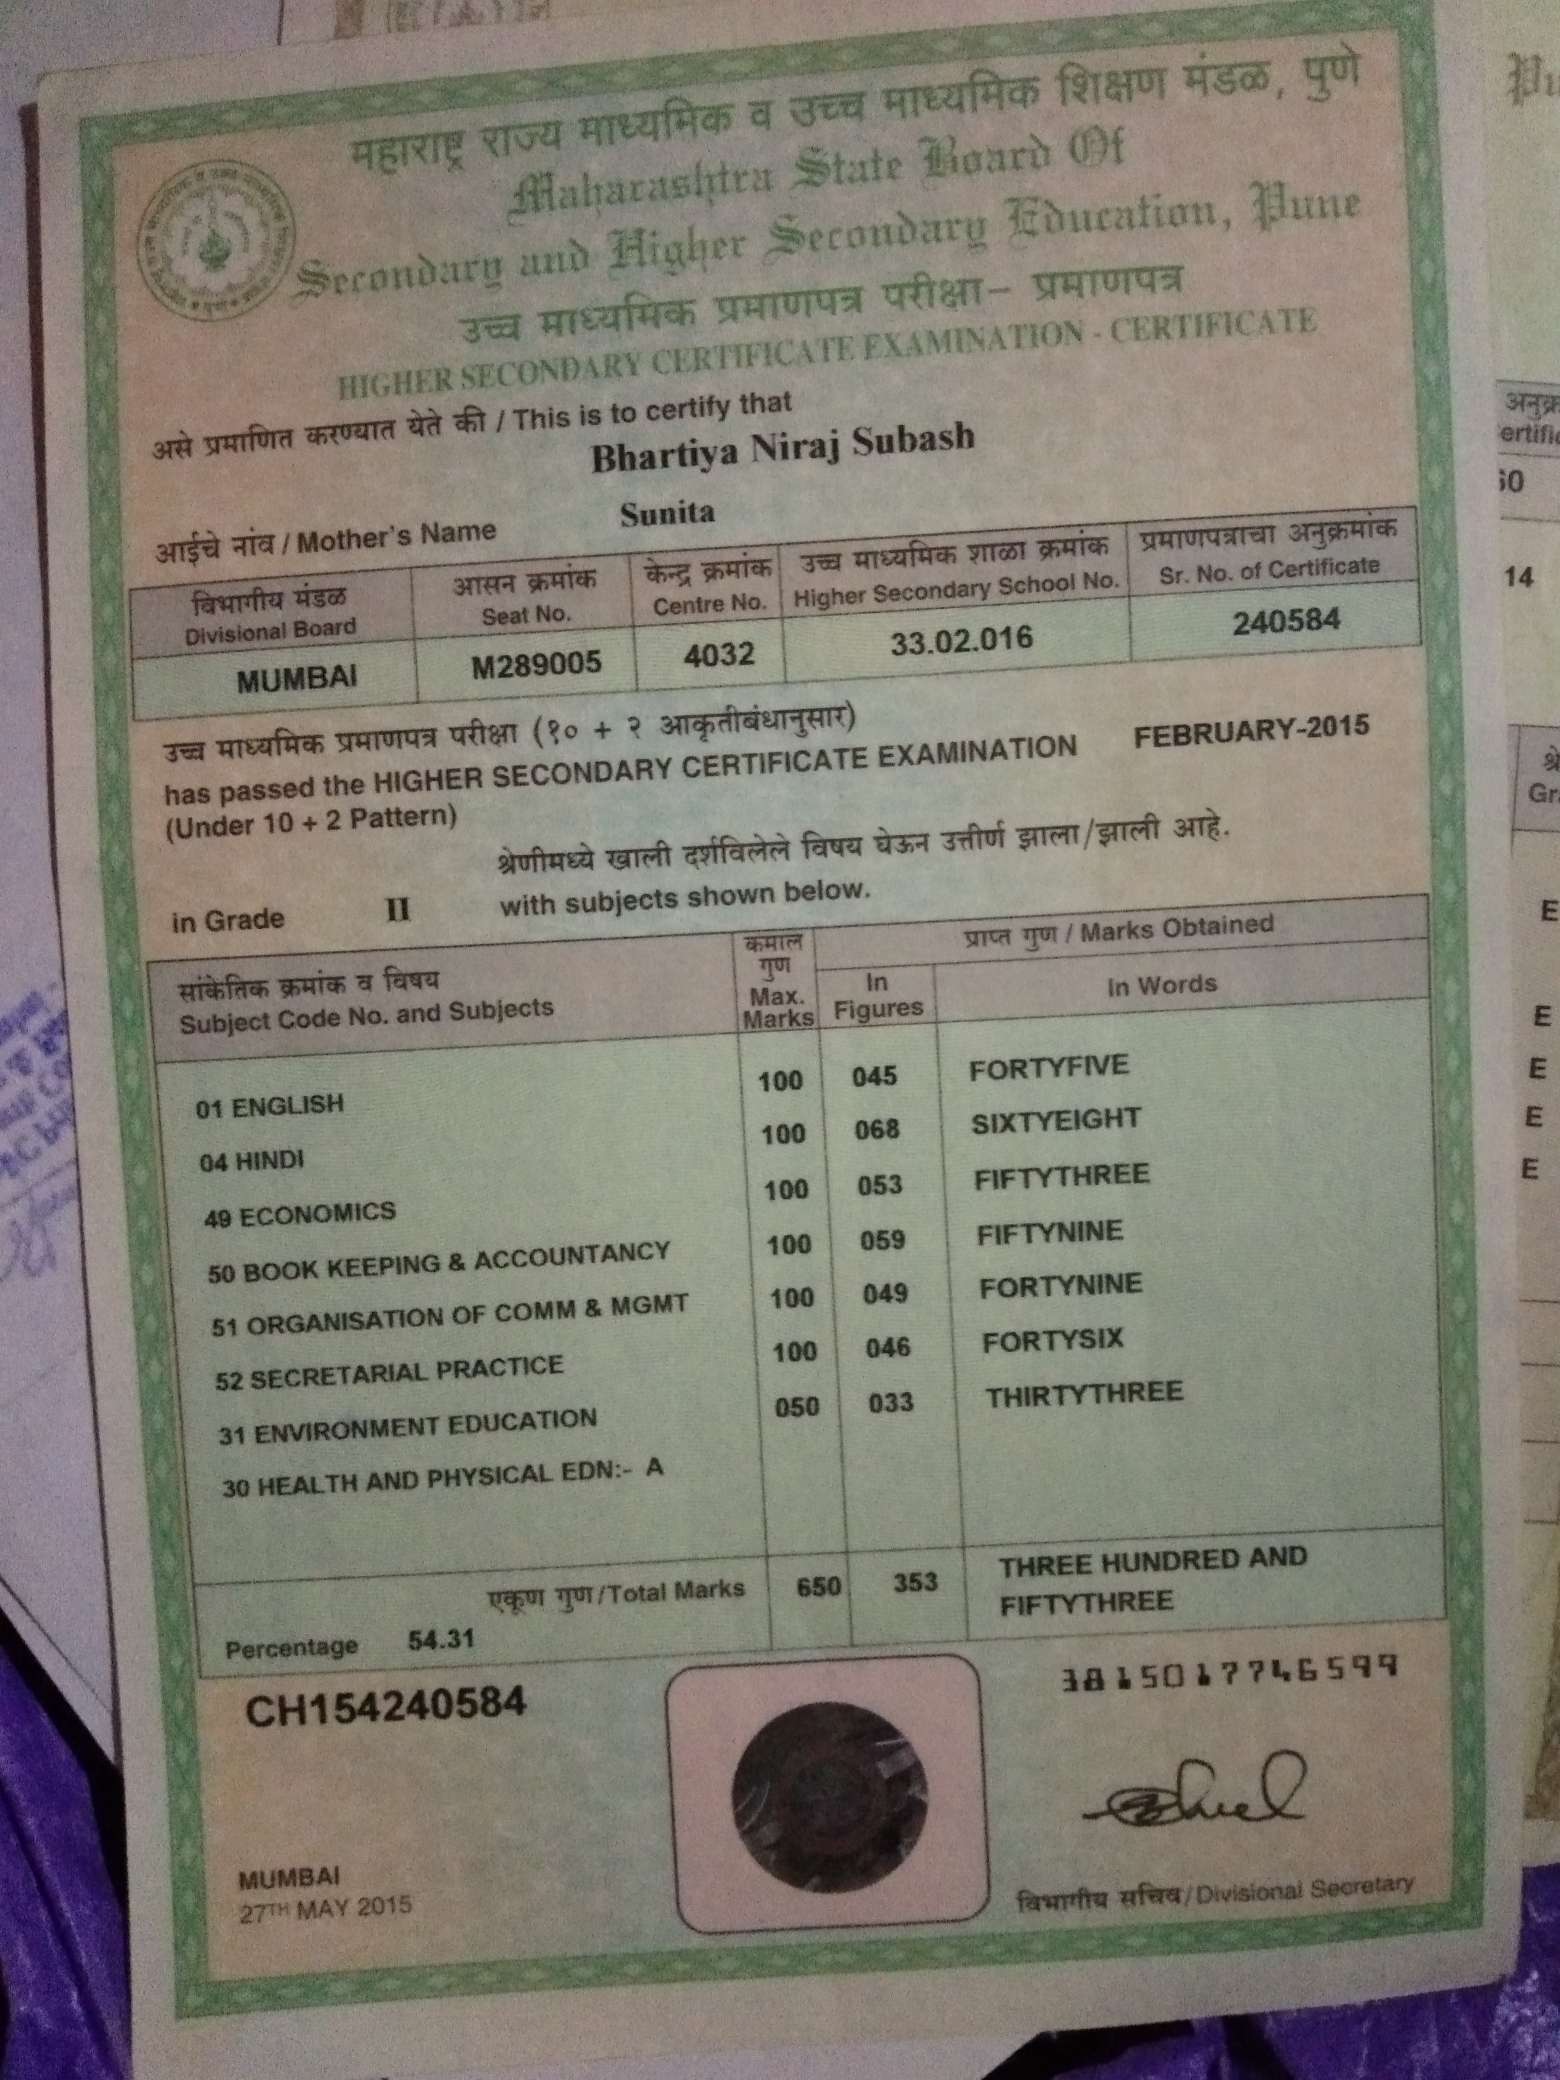 महाराष्ट्र राज्य माध्यमिक व उच्च माध्यमिक शिक्षण मंडळ, पुणे
Maharashtra State Board Of
Secondary and Higher Secondary Education, Pune
उच्च माध्यमिक प्रमाणपत्र परीक्षा– प्रमाणपत्र
HIGHER SECONDARY CERTIFICATE EXAMINATION - CERTIFICATE
असे प्रमाणित करण्यात येते की / This is to certify that
Bhartiya Niraj Subash
आईचे नांव / Mother's Name Sunita
विभागीय मंडळ आसन क्रमांक केन्द्र क्रमांक उच्च माध्यमिक शाळा क्रमांक प्रमाणपत्राचा अनुक्रमांक
Divisional Board Seat No. Centre No. Higher Secondary School No. Sr. No. of Certificate
MUMBAI M289005 4032 33.02.016 240584
उच्च माध्यमिक प्रमाणपत्र परीक्षा (१० + २ आकृतीबंधानुसार)
has passed the HIGHER SECONDARY CERTIFICATE EXAMINATION FEBRUARY-2015
(Under 10 + 2 Pattern)
श्रेणीमध्ये खाली दर्शविलेले विषय घेऊन उत्तीर्ण झाला/झाली आहे.
in Grade II with subjects shown below.
सांकेतिक क्रमांक व विषय कमाल गुण प्राप्त गुण / Marks Obtained
Subject Code No. and Subjects Max. Marks In Figures In Words
01 ENGLISH 100 045 FORTYFIVE
04 HINDI 100 068 SIXTYEIGHT
49 ECONOMICS 100 053 FIFTYTHREE
50 BOOK KEEPING & ACCOUNTANCY 100 059 FIFTYNINE
51 ORGANISATION OF COMM & MGMT 100 049 FORTYNINE
52 SECRETARIAL PRACTICE 100 046 FORTYSIX
31 ENVIRONMENT EDUCATION 050 033 THIRTYTHREE
30 HEALTH AND PHYSICAL EDN:- A
एकूण गुण/Total Marks 650 353 THREE HUNDRED AND
FIFTYTHREE
Percentage 54.31
CH154240584
3815017746599
MUMBAI
27TH MAY 2015
विभागीय सचिव/Divisional Secretary
14
E
E
E
E
E